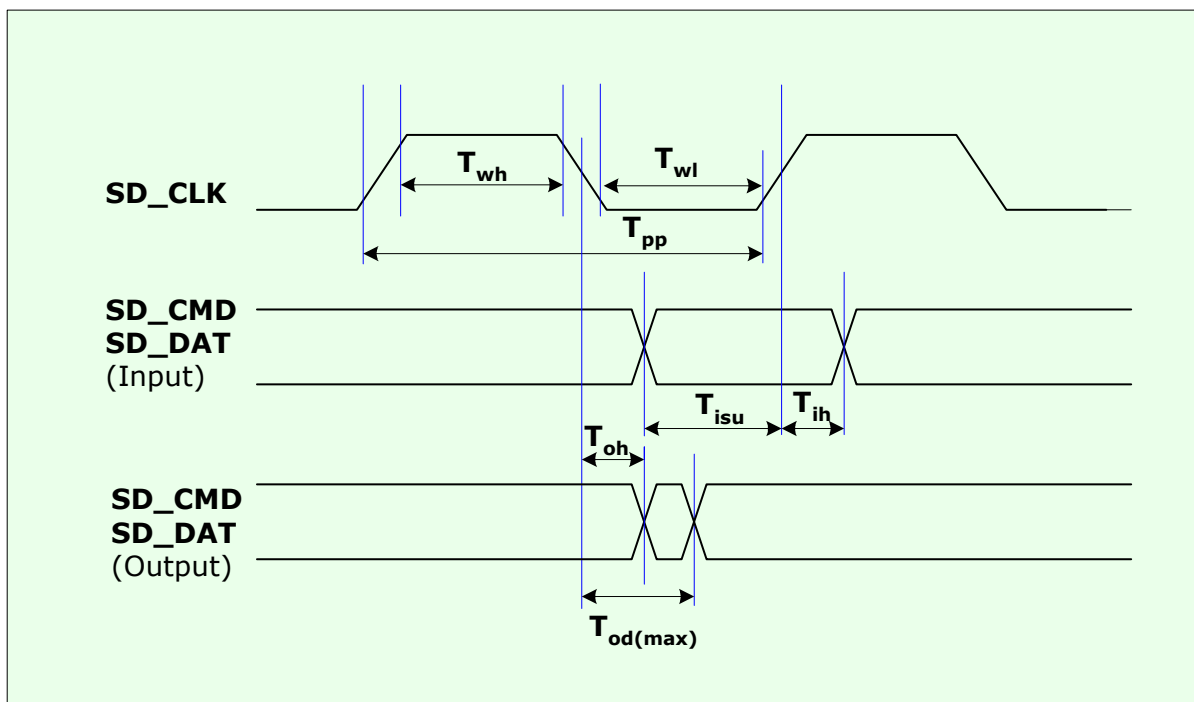 T_wh
T_wl
SD_CLK
T_pp
SD_CMD
SD_DAT
(Input)
T_isu
T_ih
T_oh
SD_CMD
SD_DAT
(Output)
T_od(max)